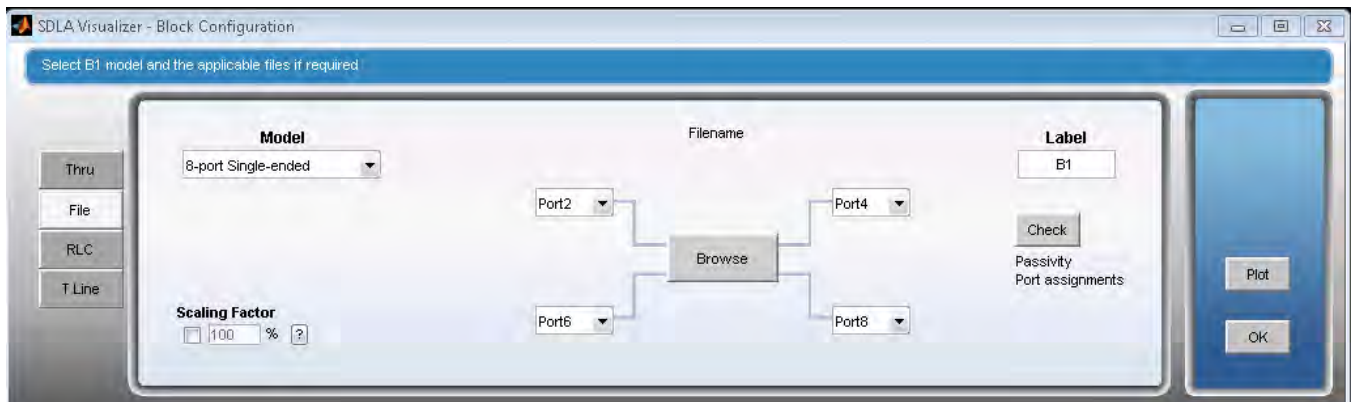 SDLA Visualizer - Block Configuration
Select B1 model and the applicable files if required
Thru
File
RLC
T Line
Model
8-port Single-ended
Scaling Factor
100 % ?
Filename
Port2
Port4
Browse
Port6
Port8
Label
B1
Check
Passivity
Port assignments
Plot
OK